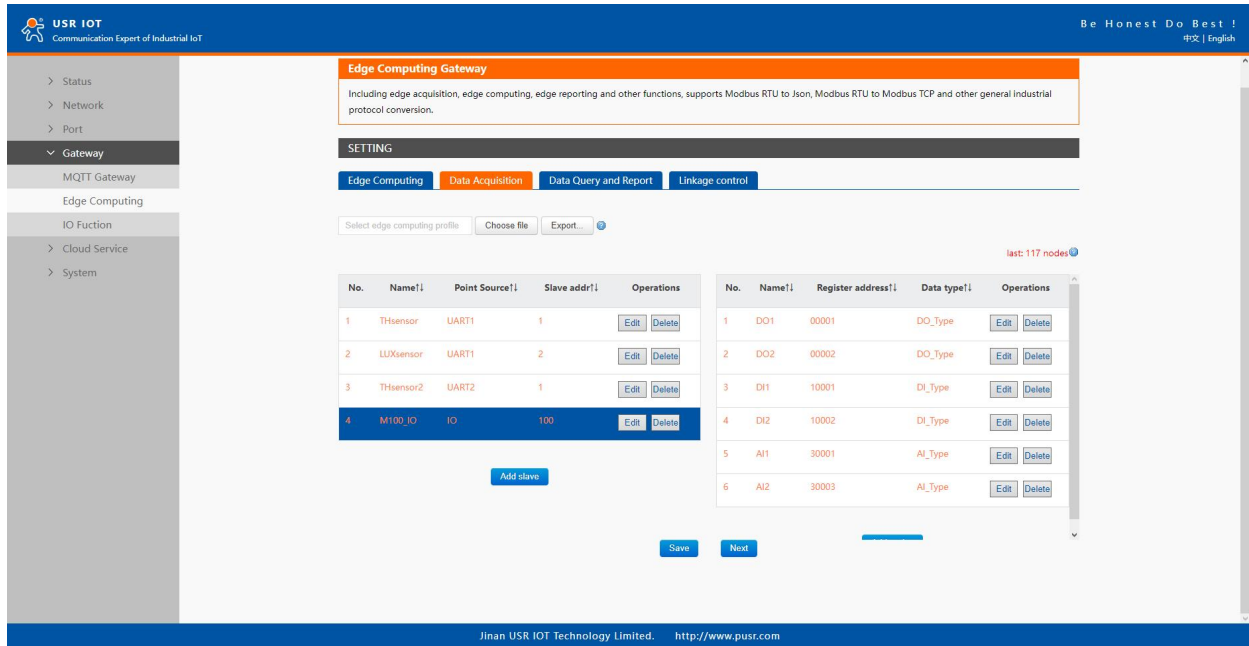 USR IOT
Communication Expert of Industrial IoT
Be Honest Do Best !
中文 | English
Status
Network
Port
Gateway
MQTT Gateway
Edge Computing
IO Fuction
Cloud Service
System
Edge Computing Gateway
Including edge acquisition, edge computing, edge reporting and other functions, supports Modbus RTU to Json, Modbus RTU to Modbus TCP and other general industrial
protocol conversion.
SETTING
Edge Computing Data Acquisition Data Query and Report Linkage control
Select edge computing profile Choose file Export...
last: 117 nodes
No. Name↑↓ Point Source↑↓ Slave addr↑↓ Operations
1 THsensor UART1 1 Edit Delete
2 LUXsensor UART1 2 Edit Delete
3 THsensor2 UART2 1 Edit Delete
4 M100_IO IO 100 Edit Delete
Add slave
No. Name↑↓ Register address↑↓ Data type↑↓ Operations
1 DO1 00001 DO_Type Edit Delete
2 DO2 00002 DO_Type Edit Delete
3 DI1 10001 DI_Type Edit Delete
4 DI2 10002 DI_Type Edit Delete
5 AI1 30001 AI_Type Edit Delete
6 AI2 30003 AI_Type Edit Delete
Save Next
Jinan USR IOT Technology Limited. http://www.pusr.com